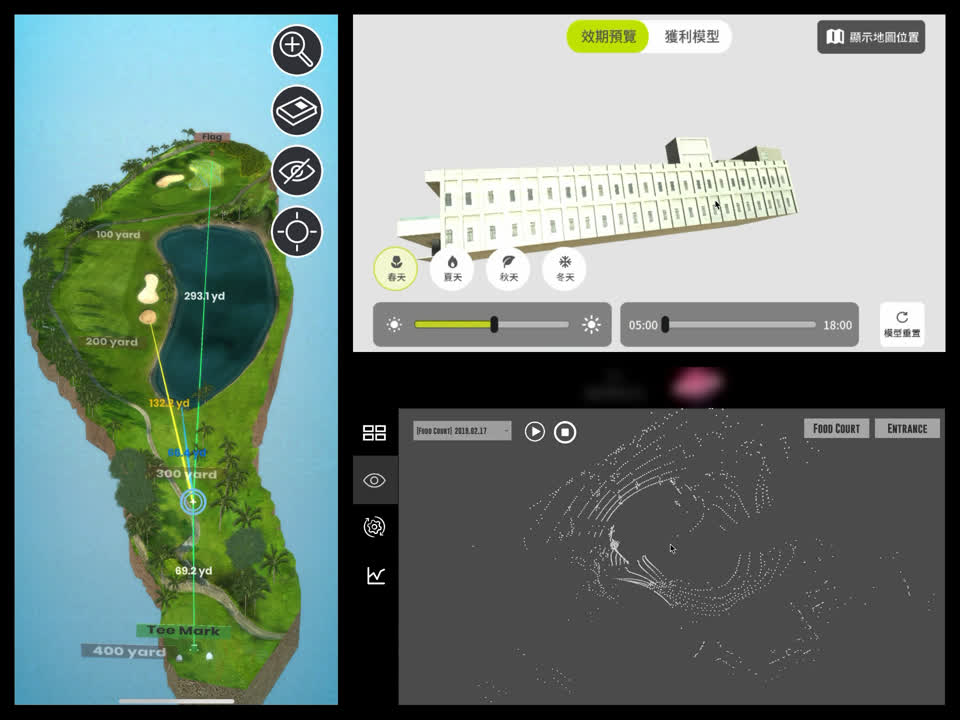 Flag
100 yard
293.1 yd
200 yard
132.2 yd
300 yard
69.2 yd
Tee Mark
400 yard
效期預覽
獲利模型
顯示地圖位置
春天
夏天
秋天
冬天
05:00
18:00
模型重置
[Food Court] 2019.02.17
Food Court
Entrance